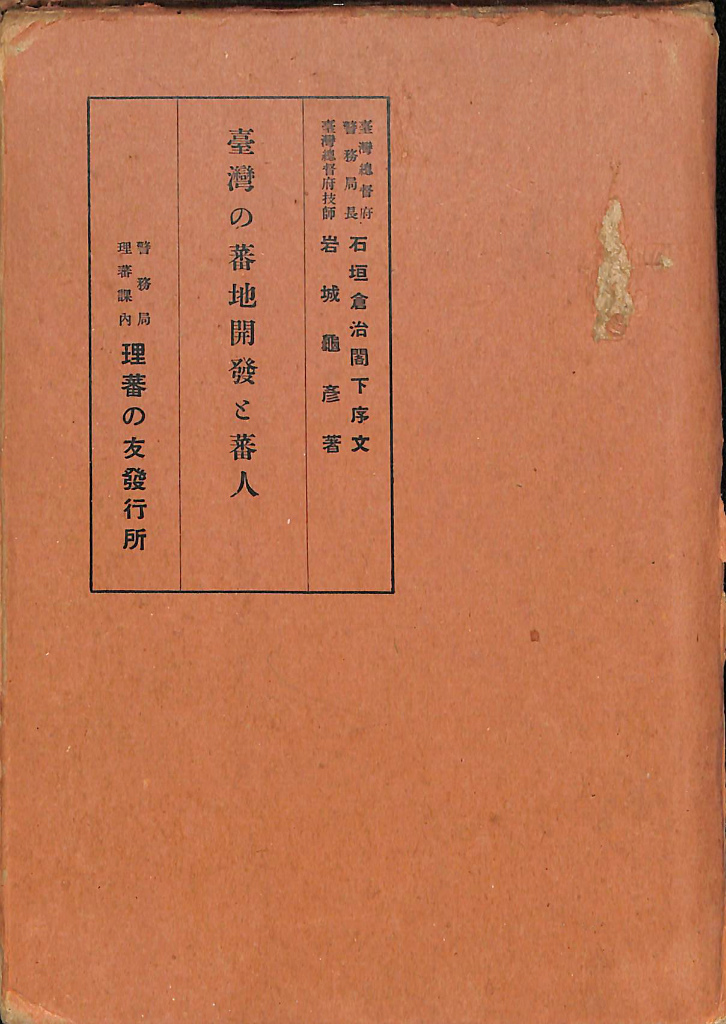 臺灣總督府
警務局長
石垣倉治閣下序文
臺灣總督府技師
岩城龜彥著
臺灣の蕃地開發と蕃人
警務局
理蕃課內
理蕃の友發行所